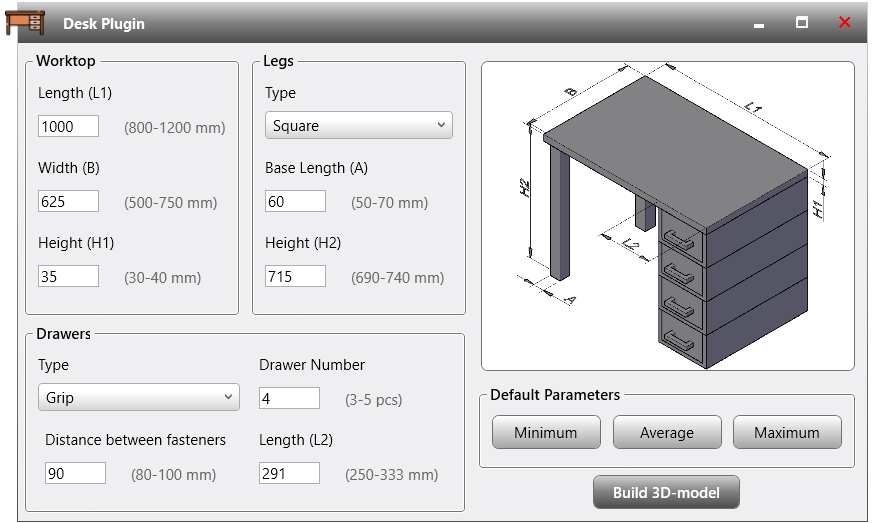 Desk Plugin
Worktop
Length (L1)
1000 (800-1200 mm)
Width (B)
625 (500-750 mm)
Height (H1)
35 (30-40 mm)
Legs
Type
Square
Base Length (A)
60 (50-70 mm)
Height (H2)
715 (690-740 mm)
B
L1
H2
H1
L2
A
Drawers
Type
Grip
Drawer Number
4 (3-5 pcs)
Distance between fasteners
90 (80-100 mm)
Length (L2)
291 (250-333 mm)
Default Parameters
Minimum
Average
Maximum
Build 3D-model